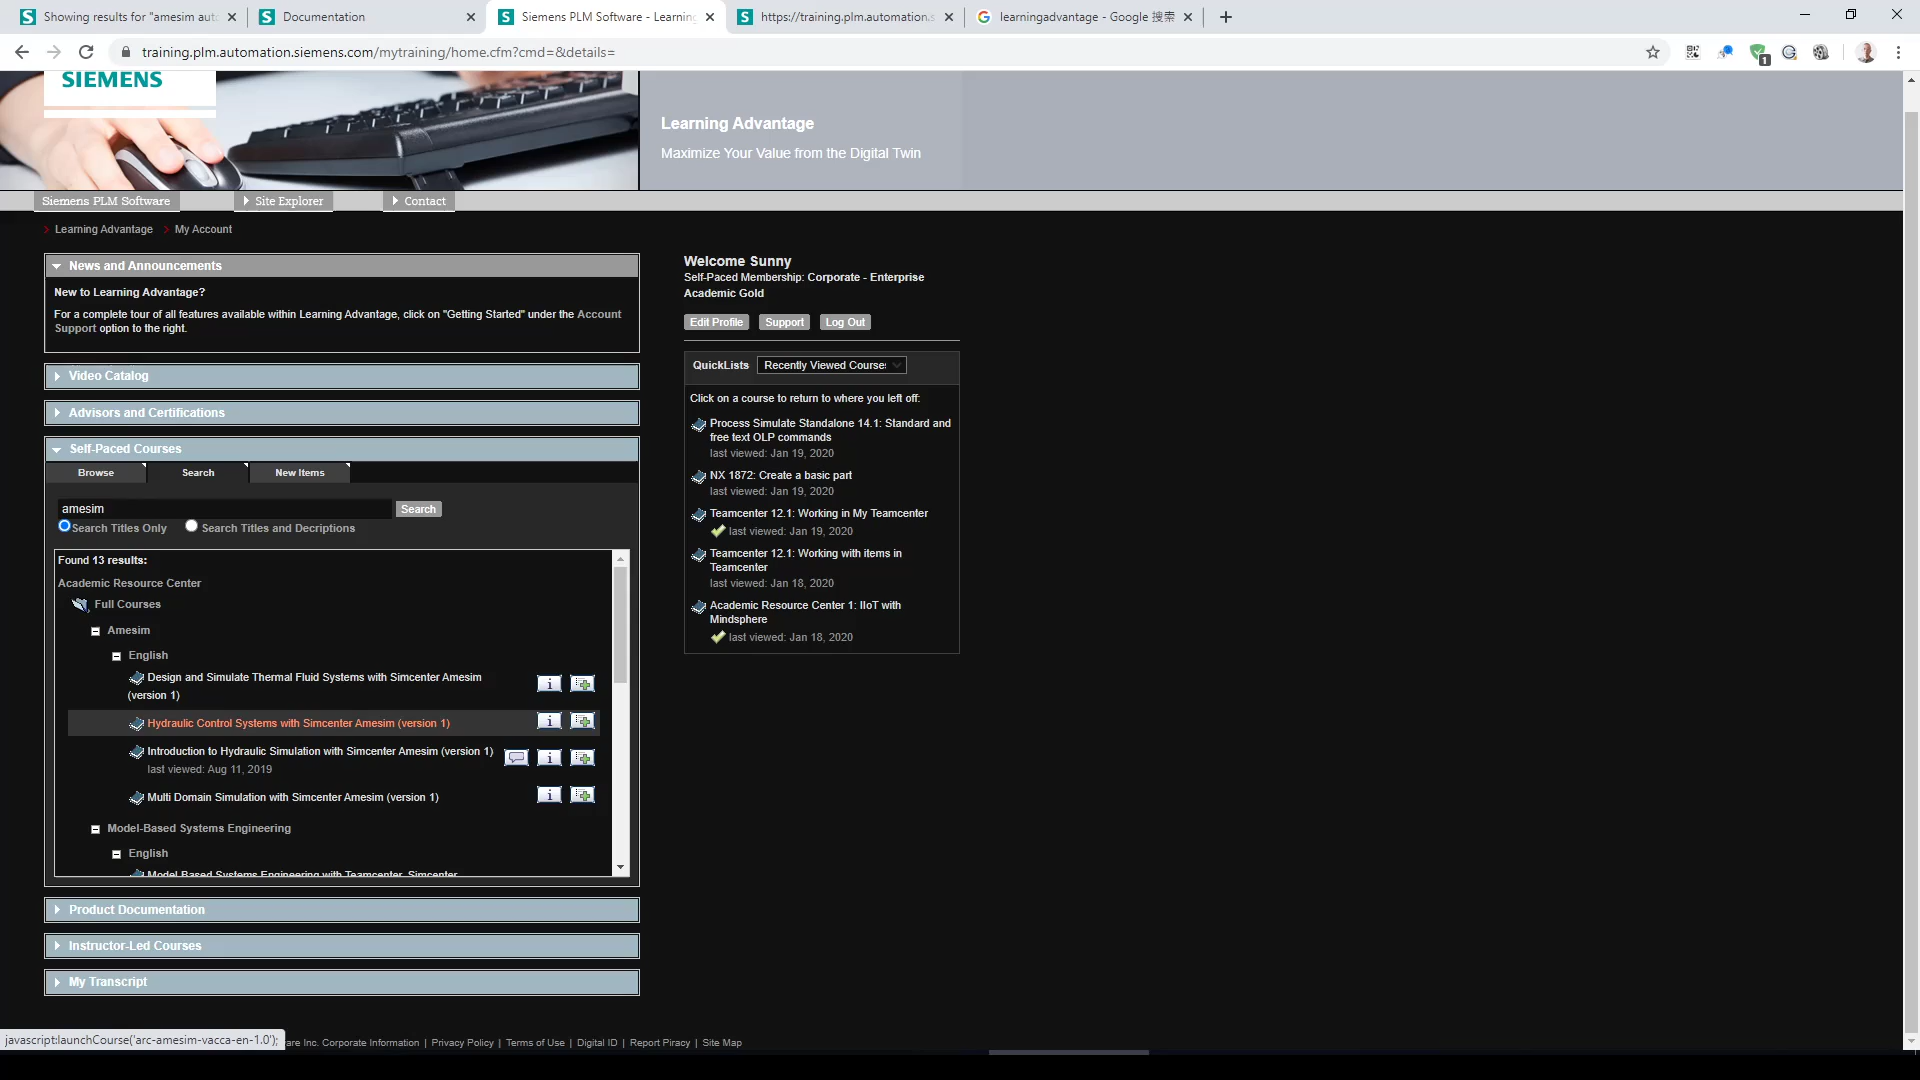 Showing results for "amesim aut
Documentation
Siemens PLM Software - Learning
https://training.plm.automation.s
learningadvantage - Google 搜索
training.plm.automation.siemens.com/mytraining/home.cfm?cmd=&details=
1
SIEMENS
Learning Advantage
Maximize Your Value from the Digital Twin
Siemens PLM Software
Site Explorer
Contact
Learning Advantage
My Account
News and Announcements
New to Learning Advantage?
For a complete tour of all features available within Learning Advantage, click on "Getting Started" under the Account
Support option to the right.
Video Catalog
Advisors and Certifications
Self-Paced Courses
Browse
Search
New Items
amesim
Search
Search Titles Only
Search Titles and Decriptions
Found 13 results:
Academic Resource Center
Full Courses
Amesim
English
Design and Simulate Thermal Fluid Systems with Simcenter Amesim
(version 1)
Hydraulic Control Systems with Simcenter Amesim (version 1)
Introduction to Hydraulic Simulation with Simcenter Amesim (version 1)
last viewed: Aug 11, 2019
Multi Domain Simulation with Simcenter Amesim (version 1)
Model-Based Systems Engineering
English
Model Based Systems Engineering with Teamcenter, Simcenter
Product Documentation
Instructor-Led Courses
My Transcript
Welcome Sunny
Self-Paced Membership: Corporate - Enterprise
Academic Gold
Edit Profile
Support
Log Out
QuickLists
Recently Viewed Courses
Click on a course to return to where you left off:
Process Simulate Standalone 14.1: Standard and
free text OLP commands
last viewed: Jan 19, 2020
NX 1872: Create a basic part
last viewed: Jan 19, 2020
Teamcenter 12.1: Working in My Teamcenter
last viewed: Jan 19, 2020
Teamcenter 12.1: Working with items in
Teamcenter
last viewed: Jan 18, 2020
Academic Resource Center 1: IIoT with
Mindsphere
last viewed: Jan 18, 2020
javascript:launchCourse('arc-amesim-vacca-en-1.0');
are Inc. Corporate Information | Privacy Policy | Terms of Use | Digital ID | Report Piracy | Site Map